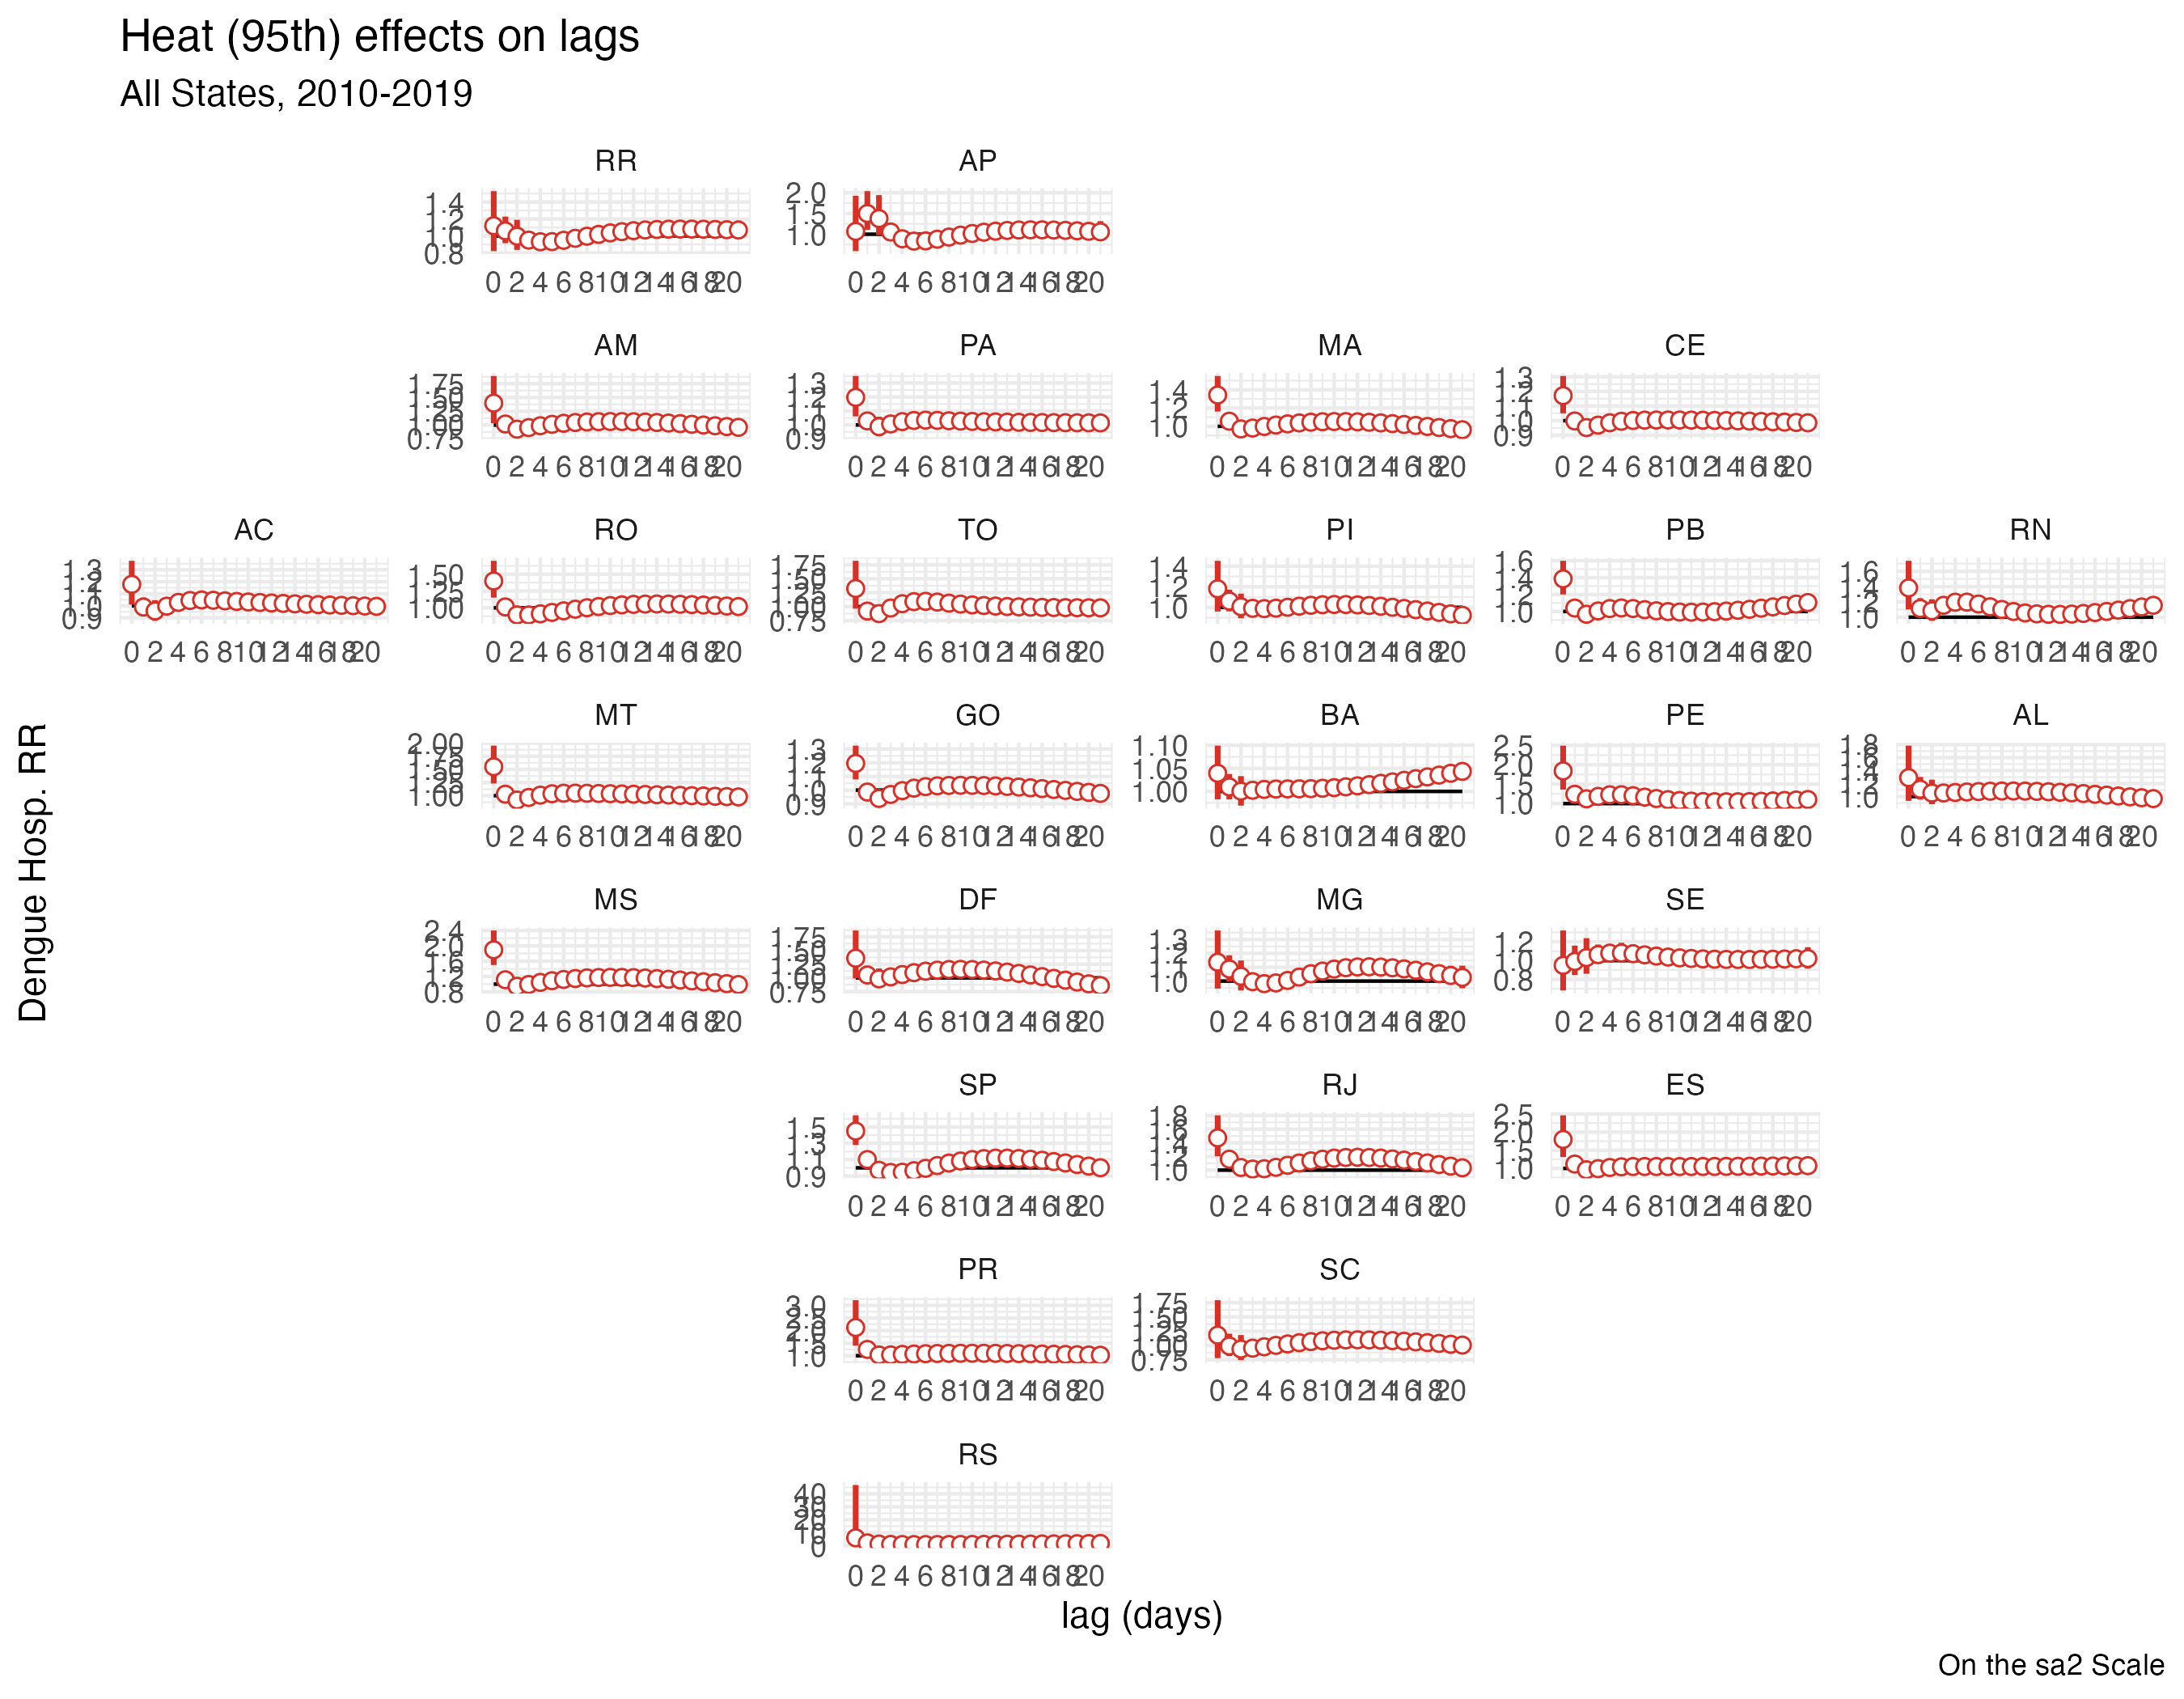 Heat (95th) effects on lags
All States, 2010-2019
RR AP
1.4 1.2 1.0 0.8
2.0 1.5 1.0
0 2 4 6 8 10 12 14 16 18 20
0 2 4 6 8 10 12 14 16 18 20
AM PA MA CE
1.75 1.50 1.25 1.00 0.75
1.3 1.2 1.1 1.0 0.9
1.4 1.2 1.0
1.3 1.2 1.1 1.0 0.9
0 2 4 6 8 10 12 14 16 18 20
0 2 4 6 8 10 12 14 16 18 20
0 2 4 6 8 10 12 14 16 18 20
0 2 4 6 8 10 12 14 16 18 20
AC RO TO PI PB RN
1.3 1.2 1.1 1.0 0.9
1.50 1.25 1.00
1.75 1.50 1.25 1.00 0.75
1.4 1.2 1.0
1.6 1.4 1.2 1.0
1.6 1.4 1.2 1.0
0 2 4 6 8 10 12 14 16 18 20
0 2 4 6 8 10 12 14 16 18 20
0 2 4 6 8 10 12 14 16 18 20
0 2 4 6 8 10 12 14 16 18 20
0 2 4 6 8 10 12 14 16 18 20
0 2 4 6 8 10 12 14 16 18 20
Dengue Hosp. RR
MT GO BA PE AL
2.00 1.75 1.50 1.25 1.00
1.3 1.2 1.1 1.0 0.9
1.10 1.05 1.00
2.5 2.0 1.5 1.0
1.8 1.6 1.4 1.2 1.0
0 2 4 6 8 10 12 14 16 18 20
0 2 4 6 8 10 12 14 16 18 20
0 2 4 6 8 10 12 14 16 18 20
0 2 4 6 8 10 12 14 16 18 20
0 2 4 6 8 10 12 14 16 18 20
MS DF MG SE
2.4 2.0 1.6 1.2 0.8
1.75 1.50 1.25 1.00 0.75
1.3 1.2 1.1 1.0
1.2 1.0 0.8
0 2 4 6 8 10 12 14 16 18 20
0 2 4 6 8 10 12 14 16 18 20
0 2 4 6 8 10 12 14 16 18 20
0 2 4 6 8 10 12 14 16 18 20
SP RJ ES
1.5 1.3 1.1 0.9
1.8 1.6 1.4 1.2 1.0
2.5 2.0 1.5 1.0
0 2 4 6 8 10 12 14 16 18 20
0 2 4 6 8 10 12 14 16 18 20
0 2 4 6 8 10 12 14 16 18 20
PR SC
3.0 2.5 2.0 1.5 1.0
1.75 1.50 1.25 1.00 0.75
0 2 4 6 8 10 12 14 16 18 20
0 2 4 6 8 10 12 14 16 18 20
RS
40 30 20 10 0
0 2 4 6 8 10 12 14 16 18 20
lag (days)
On the sa2 Scale